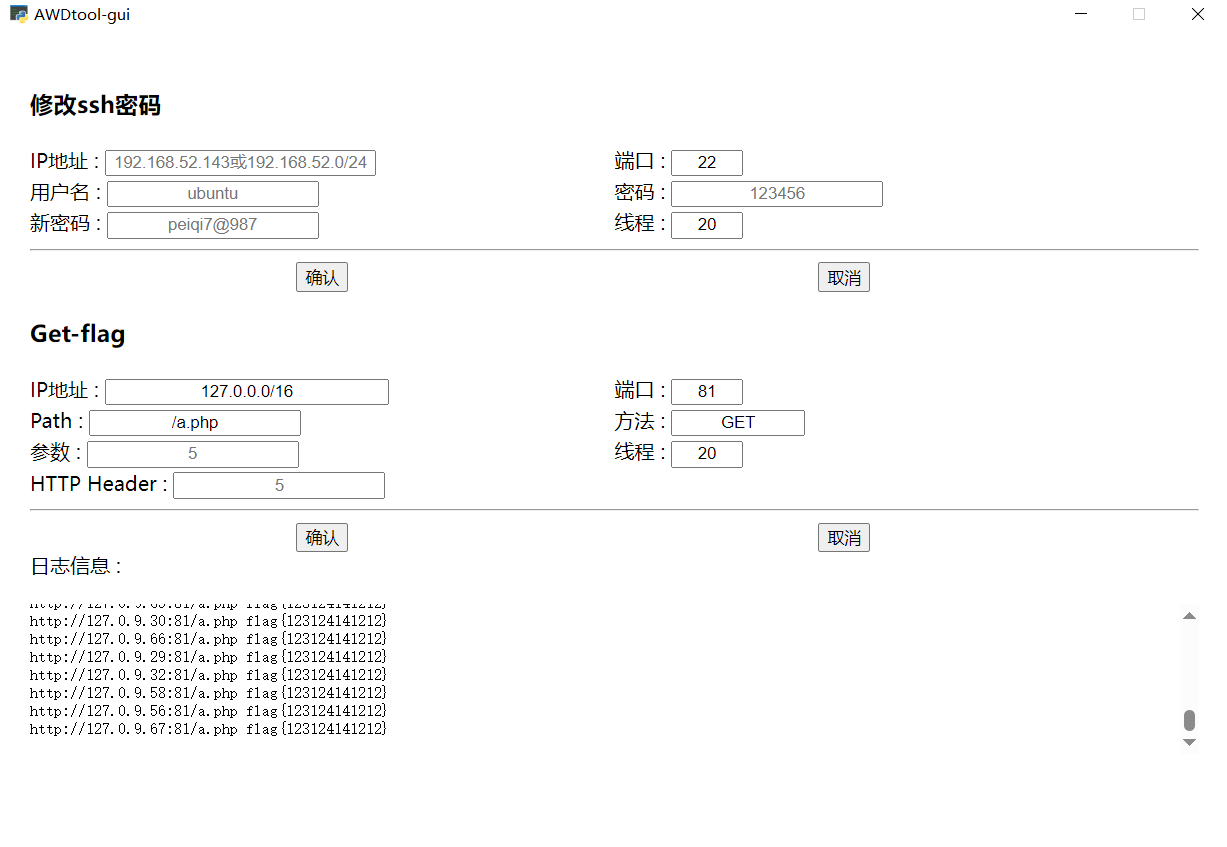 AWDtool-gui
修改ssh密码
IP地址 : 192.168.52.143或192.168.52.0/24 端口 : 22
用户名 : ubuntu 密码 : 123456
新密码 : peiqi7@987 线程 : 20
确认 取消
Get-flag
IP地址 : 127.0.0.0/16 端口 : 81
Path : /a.php 方法 : GET
参数 : 5 线程 : 20
HTTP Header : 5
确认 取消
日志信息 :
http://127.0.9.30:81/a.php flag{123124141212}
http://127.0.9.66:81/a.php flag{123124141212}
http://127.0.9.29:81/a.php flag{123124141212}
http://127.0.9.32:81/a.php flag{123124141212}
http://127.0.9.58:81/a.php flag{123124141212}
http://127.0.9.56:81/a.php flag{123124141212}
http://127.0.9.67:81/a.php flag{123124141212}